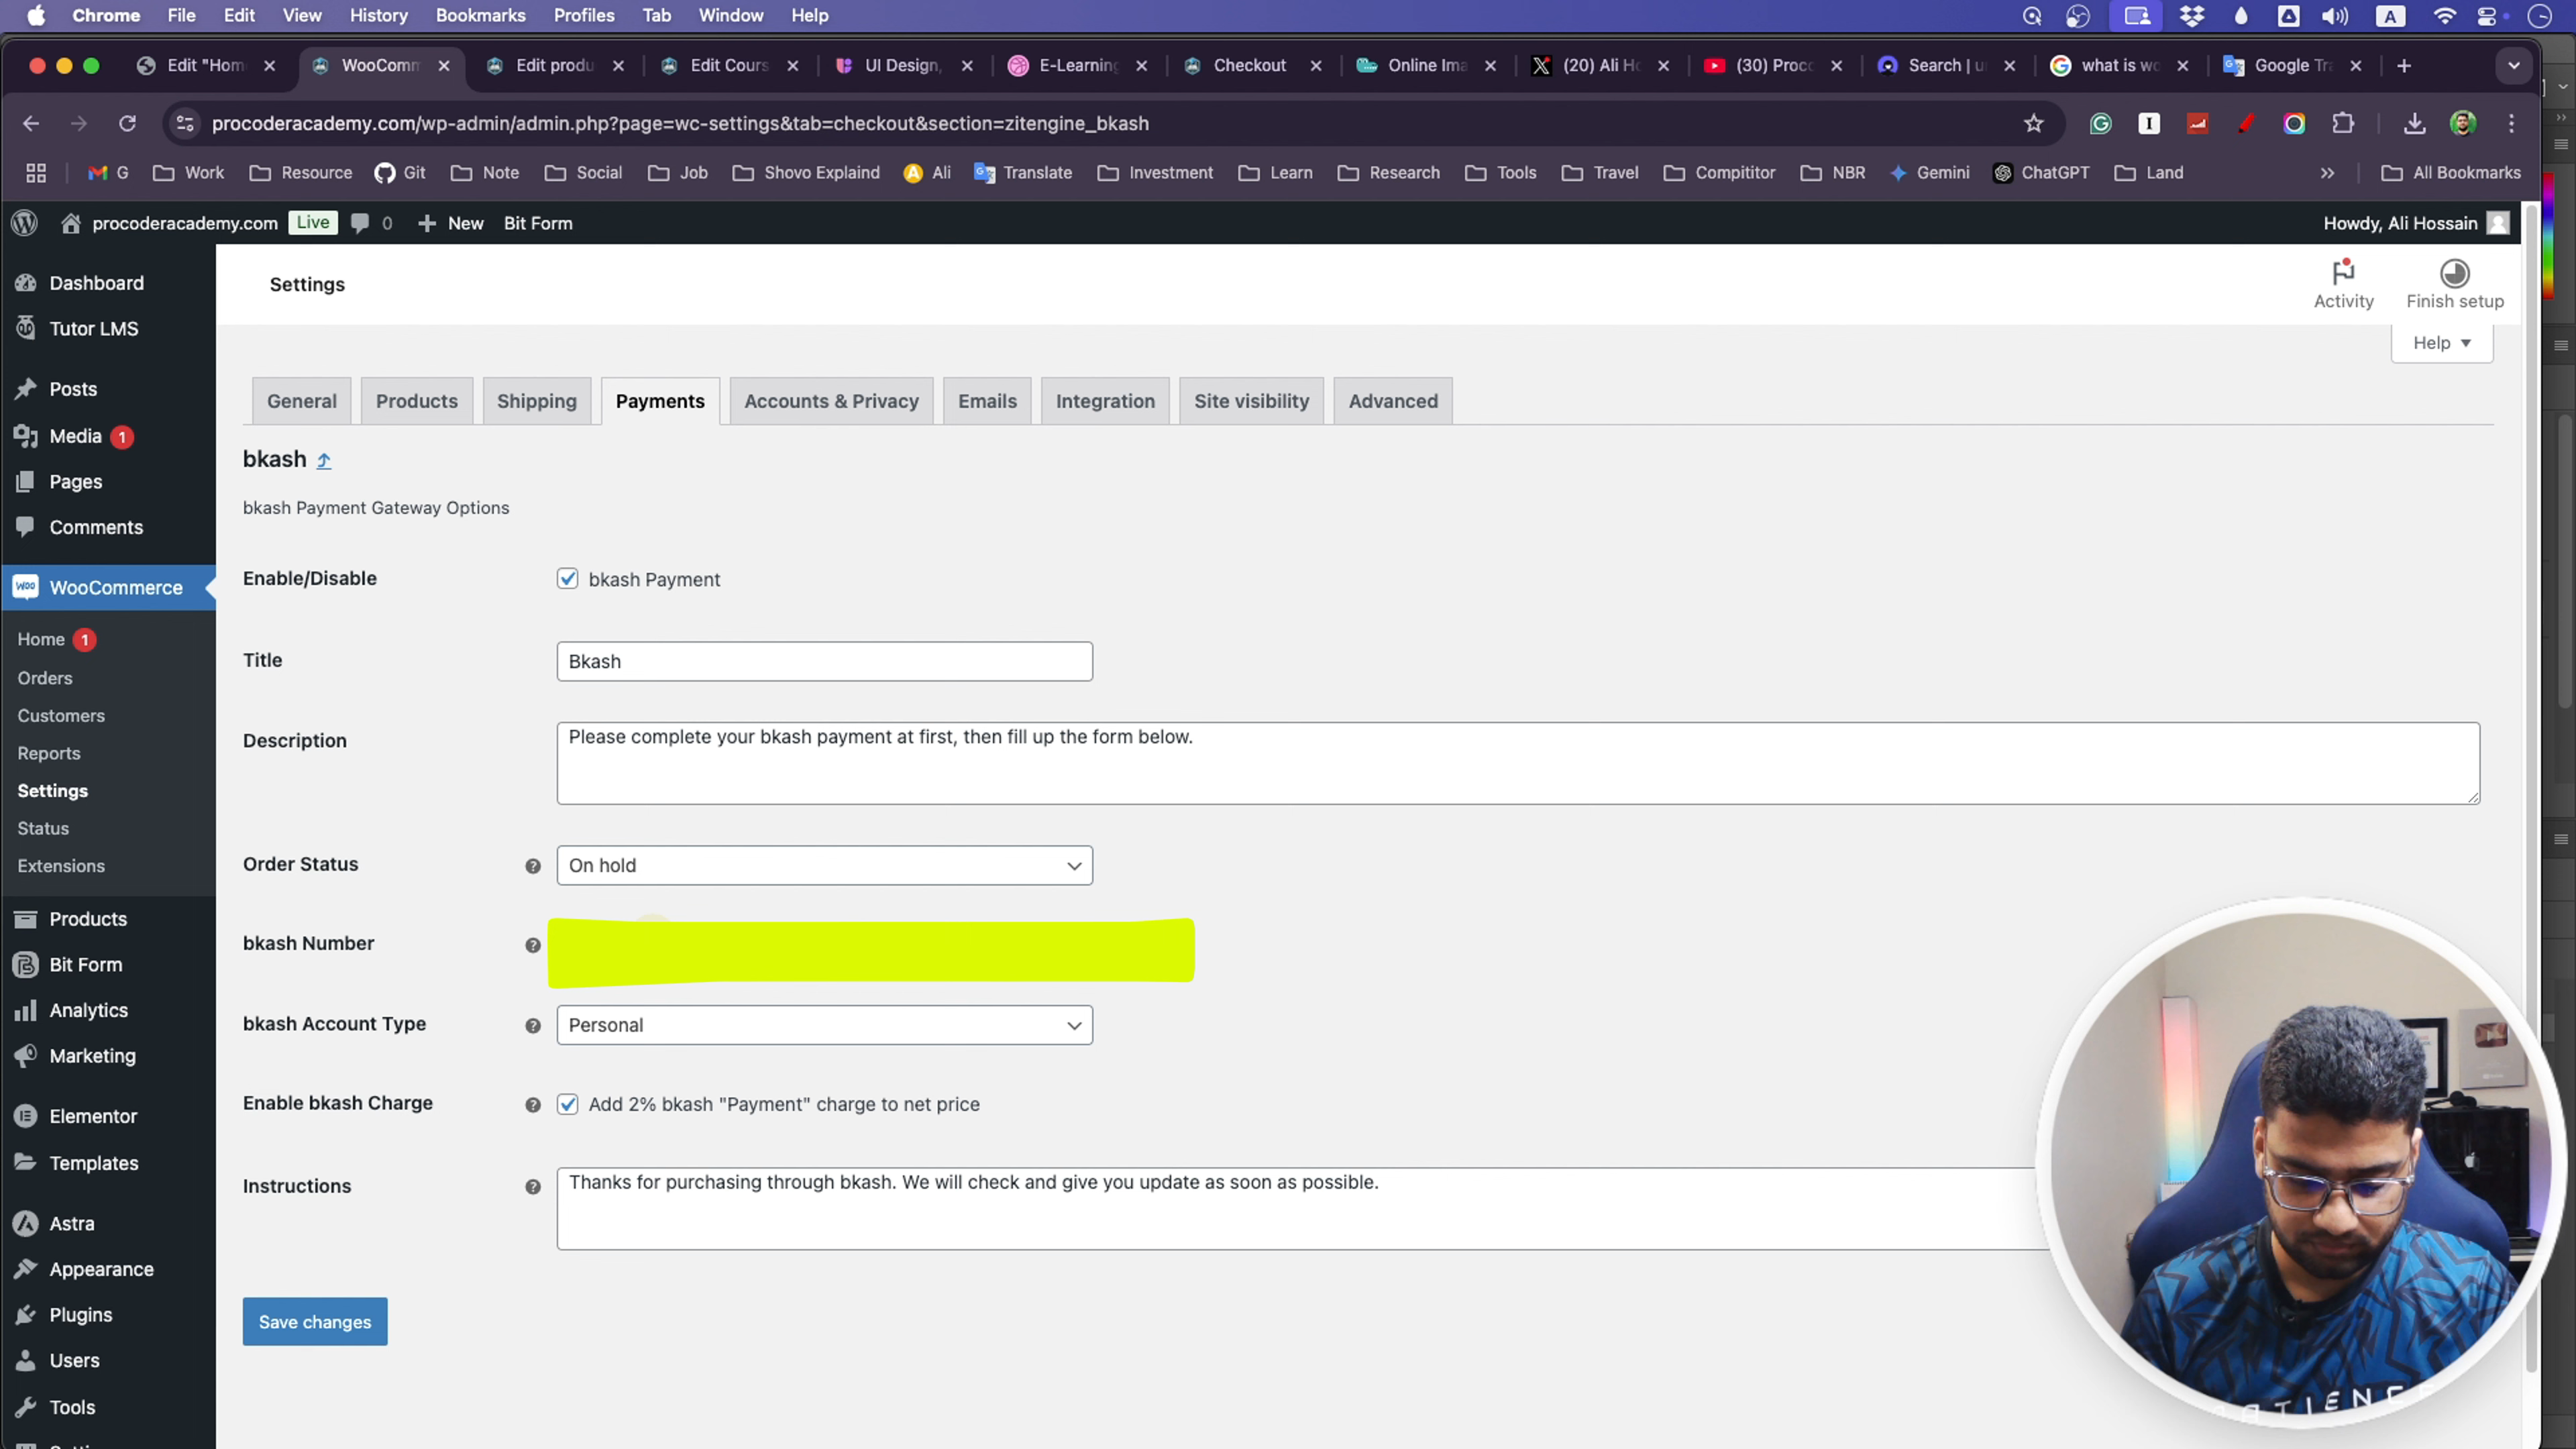 Chrome File Edit View History Bookmarks Profiles Tab Window Help
Edit "Hom WooComm Edit produ Edit Cours UI Design, E-Learning Checkout Online Ima (20) Ali Ho (30) Proco Search | u what is wo Google Tra
procoderacademy.com/wp-admin/admin.php?page=wc-settings&tab=checkout&section=zitengine_bkash
G Work Resource Git Note Social Job Shovo Explaind Ali Translate Investment Learn Research Tools Travel Compititor NBR Gemini ChatGPT Land All Bookmarks
procoderacademy.com Live 0 New Bit Form Howdy, Ali Hossain
Dashboard
Tutor LMS
Posts
Media 1
Pages
Comments
WooCommerce
Home 1
Orders
Customers
Reports
Settings
Status
Extensions
Products
Bit Form
Analytics
Marketing
Elementor
Templates
Astra
Appearance
Plugins
Users
Tools
Settings
Activity
Finish setup
Help
General Products Shipping Payments Accounts & Privacy Emails Integration Site visibility Advanced
bkash
bkash Payment Gateway Options
Enable/Disable bkash Payment
Title Bkash
Description Please complete your bkash payment at first, then fill up the form below.
Order Status On hold
bkash Number
bkash Account Type Personal
Enable bkash Charge Add 2% bkash "Payment" charge to net price
Instructions Thanks for purchasing through bkash. We will check and give you update as soon as possible.
Save changes